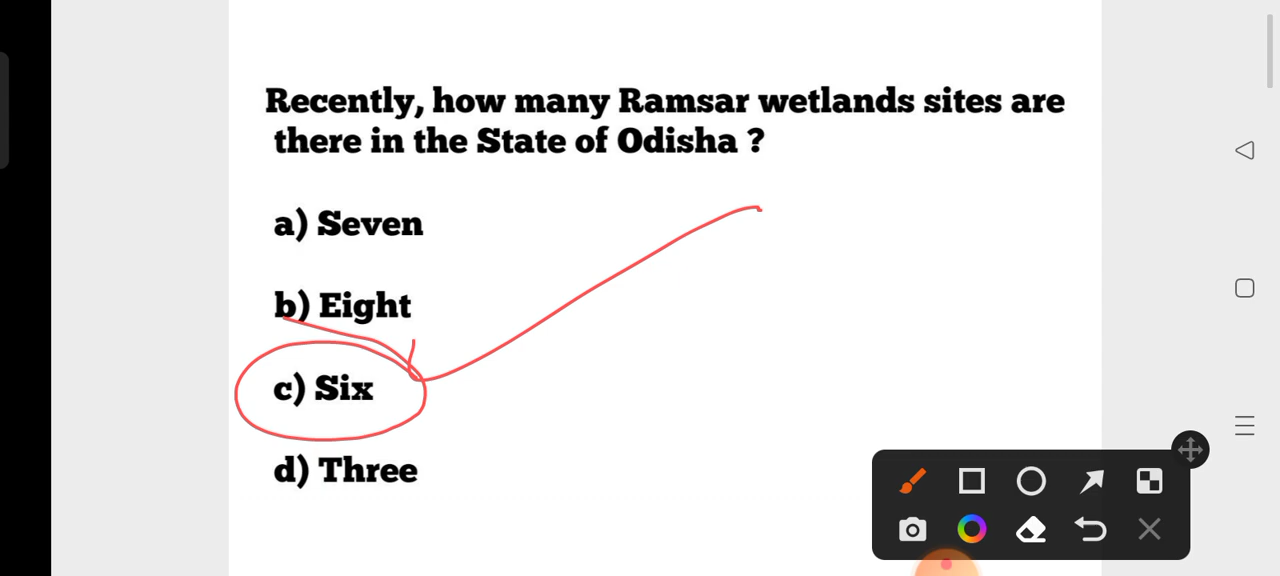 Recently, how many Ramsar wetlands sites are
there in the State of Odisha ?
a) Seven
b) Eight
c) Six
d) Three